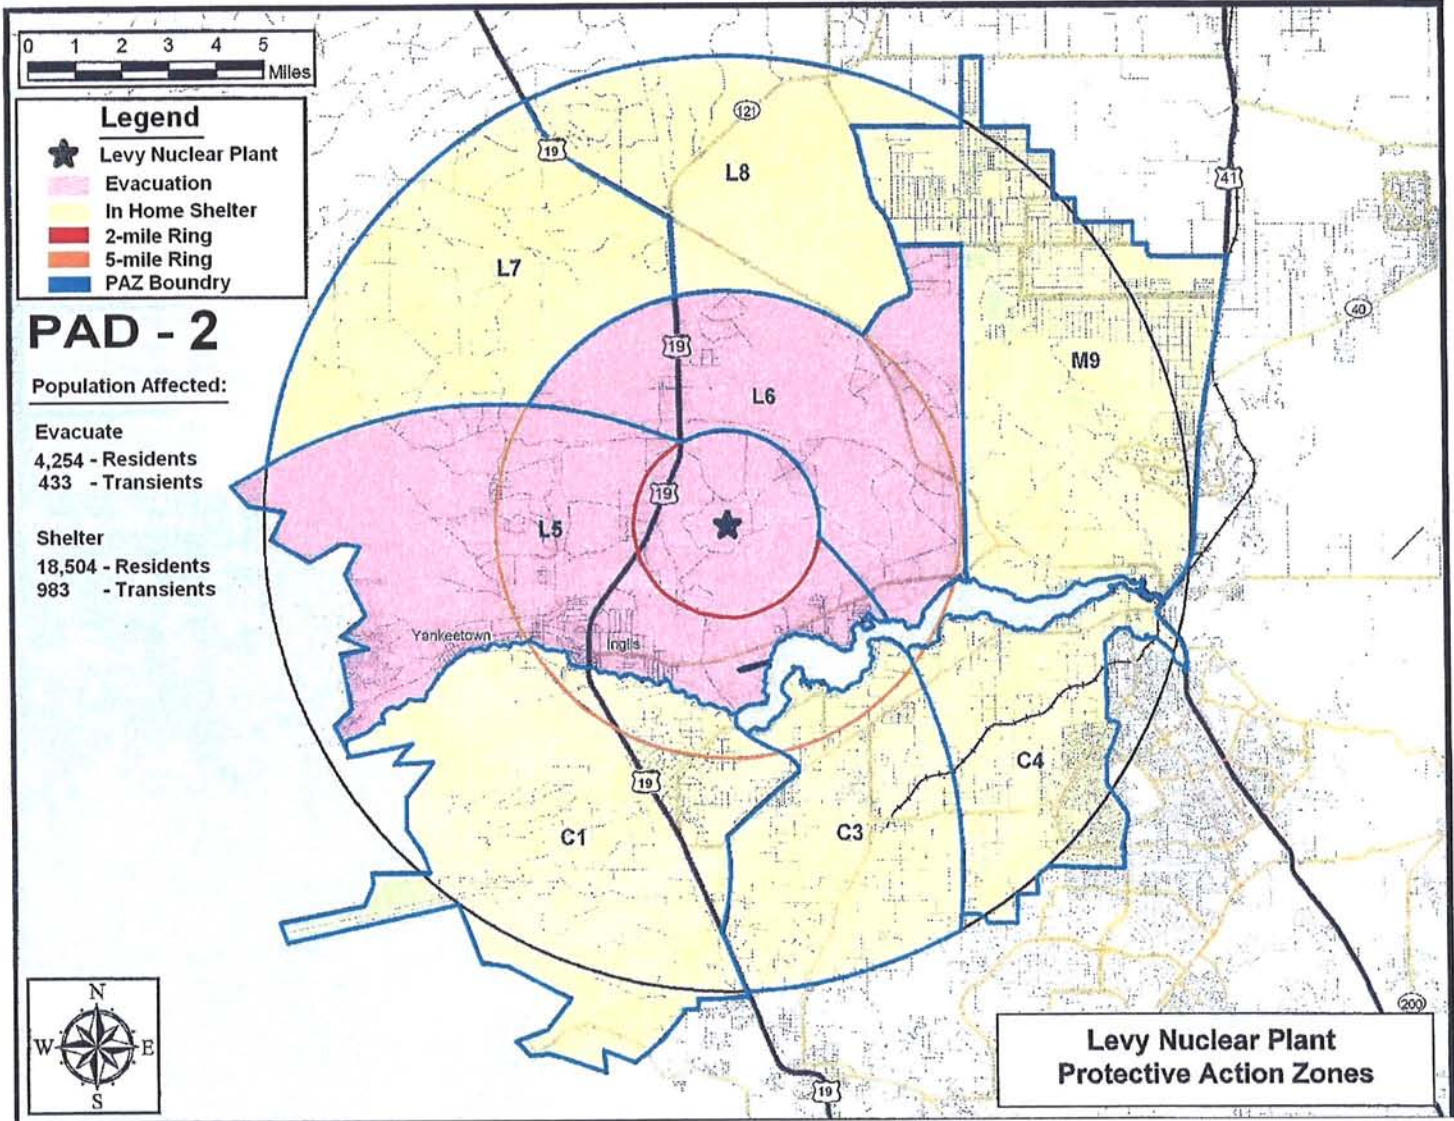 0 1 2 3 4 5
Miles
Legend
Levy Nuclear Plant
Evacuation
In Home Shelter
2-mile Ring
5-mile Ring
PAZ Boundry
PAD - 2
Population Affected:
Evacuate
4,254 - Residents
433 - Transients
Shelter
18,504 - Residents
983 - Transients
121
19
L8
41
L7
40
19
M9
L6
19
L5
Yankeetown
Inglis
C4
19
C1
C3
200
N
W E
S
Levy Nuclear Plant
Protective Action Zones
19